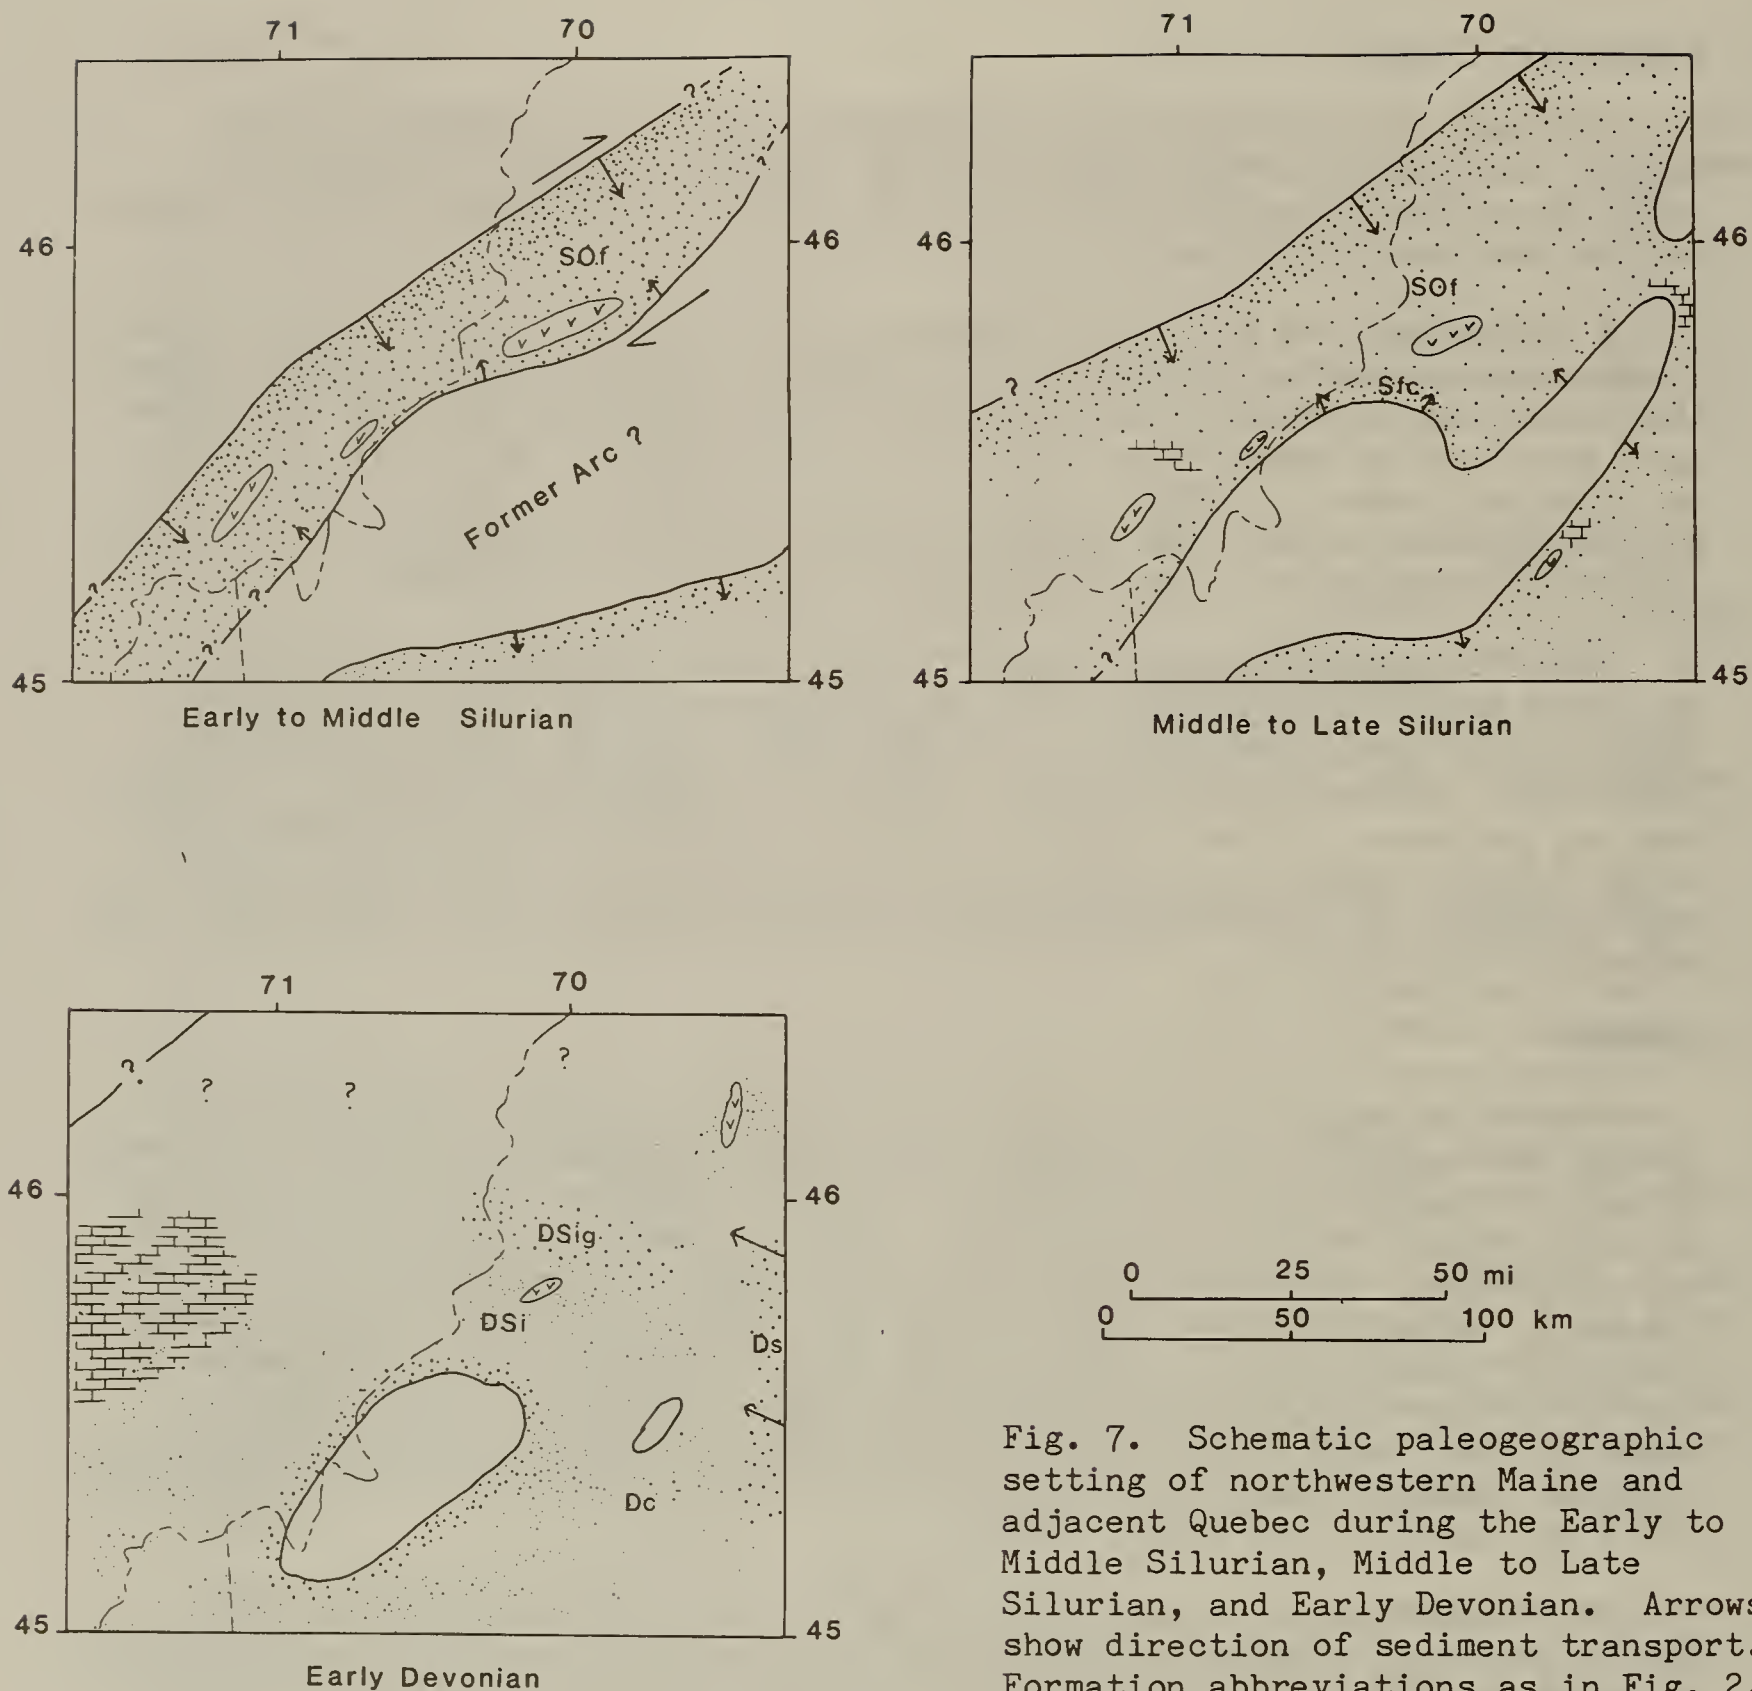 71 70
46 46
SOf
Former Arc ?
45 45
Early to Middle Silurian
71 70
46 46
SOf
Sfc
45 45
Middle to Late Silurian
71 70
? ? ? ?
46 46
DSig
DSi
Ds
Dc
45 45
Early Devonian
0 25 50 mi
0 50 100 km
Fig. 7. Schematic paleogeographic
setting of northwestern Maine and
adjacent Quebec during the Early to
Middle Silurian, Middle to Late
Silurian, and Early Devonian. Arrows
show direction of sediment transport.
Formation abbreviations as in Fig. 2.